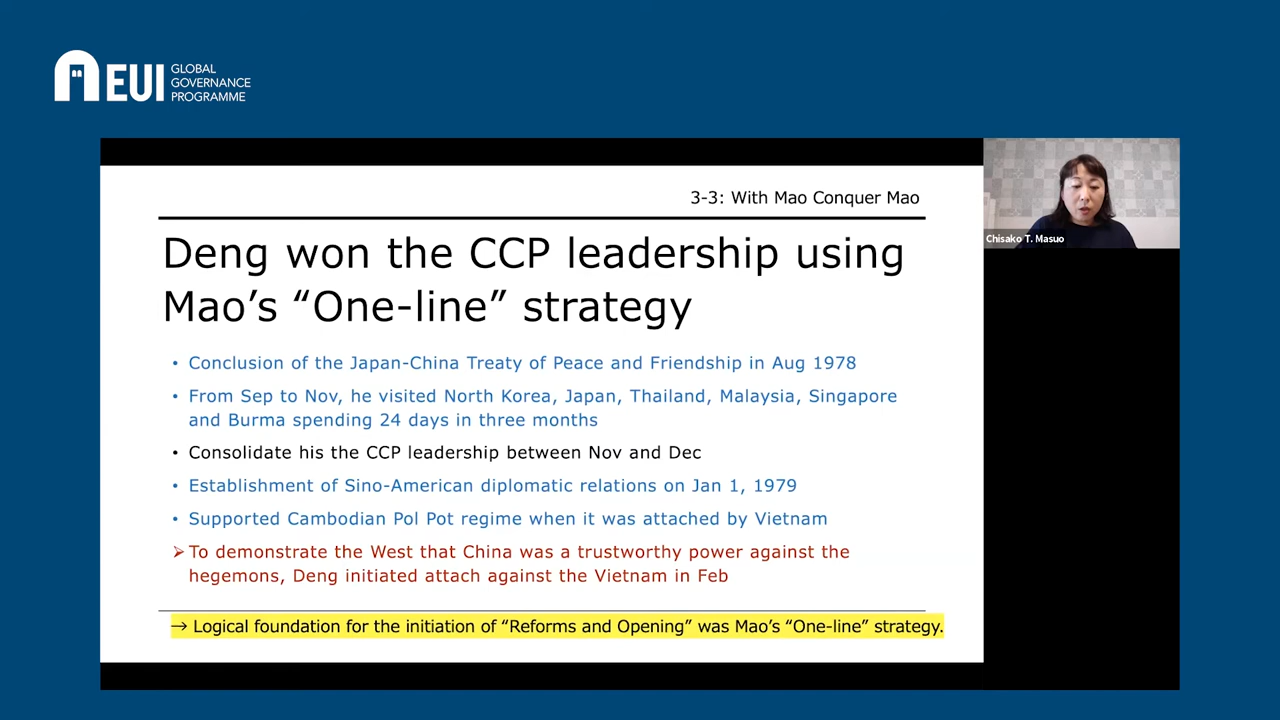 EUI
GLOBAL
GOVERNANCE
PROGRAMME
3-3: With Mao Conquer Mao
Deng won the CCP leadership using
Mao’s “One-line” strategy
• Conclusion of the Japan-China Treaty of Peace and Friendship in Aug 1978
• From Sep to Nov, he visited North Korea, Japan, Thailand, Malaysia, Singapore
and Burma spending 24 days in three months
• Consolidate his the CCP leadership between Nov and Dec
• Establishment of Sino-American diplomatic relations on Jan 1, 1979
• Supported Cambodian Pol Pot regime when it was attached by Vietnam
➢ To demonstrate the West that China was a trustworthy power against the
hegemons, Deng initiated attach against the Vietnam in Feb
→ Logical foundation for the initiation of “Reforms and Opening” was Mao’s “One-line” strategy.
Chisako T. Masuo